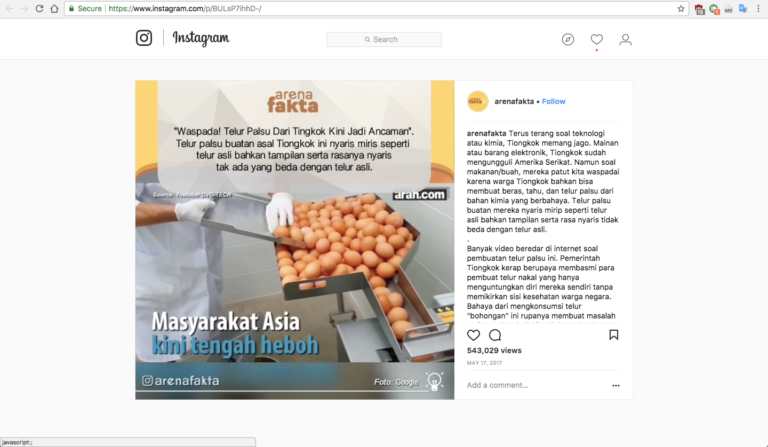 Secure | https://www.instagram.com/p/BULsP7ihhD-/
Instagram
Search
arena
fakta
"Waspada! Telur Palsu Dari Tingkok Kini Jadi Ancaman".
Telur palsu buatan asal Tiongkok ini nyaris miris seperti
telur asli bahkan tampilan serta rasanya nyaris
tak ada yang beda dengan telur asli.
arah.com
Masyarakat Asia
kini tengah heboh
arenafakta
Foto: Google
arenafakta • Follow
arenafakta Terus terang soal teknologi
atau kimia, Tiongkok memang jago. Mainan
atau barang elektronik, Tiongkok sudah
mengungguli Amerika Serikat. Namun soal
makanan/buah, mereka patut kita waspadai
karena warga Tiongkok bahkan bisa
membuat beras, tahu, dan telur palsu dari
bahan kimia yang berbahaya. Telur palsu
buatan mereka nyaris mirip seperti telur
asli bahkan tampilan serta rasa nyaris tidak
beda dengan telur asli.
.
Banyak video beredar di internet soal
pembuatan telur palsu ini. Pemerintah
Tiongkok kerap berupaya membasmi para
pembuat telur nakal yang hanya
menguntungkan diri mereka sendiri tanpa
memikirkan sisi kesehatan warga negara.
Bahaya dari mengkonsumsi telur
"bohongan" ini rupanya membuat masalah
543,029 views
MAY 17, 2017
Add a comment...
javascript:;